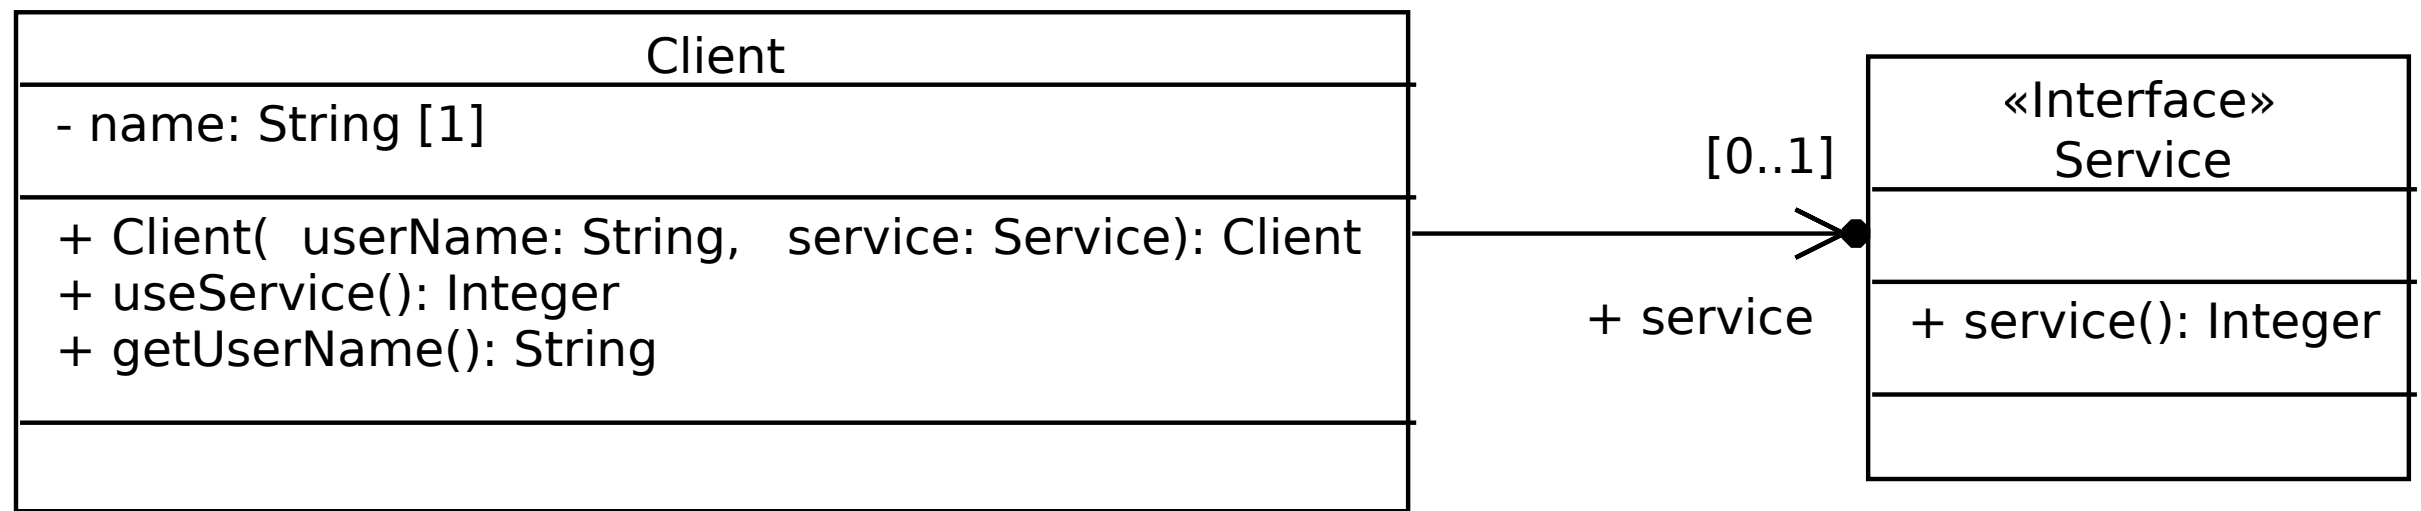 Client
- name: String [1]
+ Client(  userName: String,   service: Service): Client
+ useService(): Integer
+ getUserName(): String
[0..1]
+ service
«Interface»
Service
+ service(): Integer